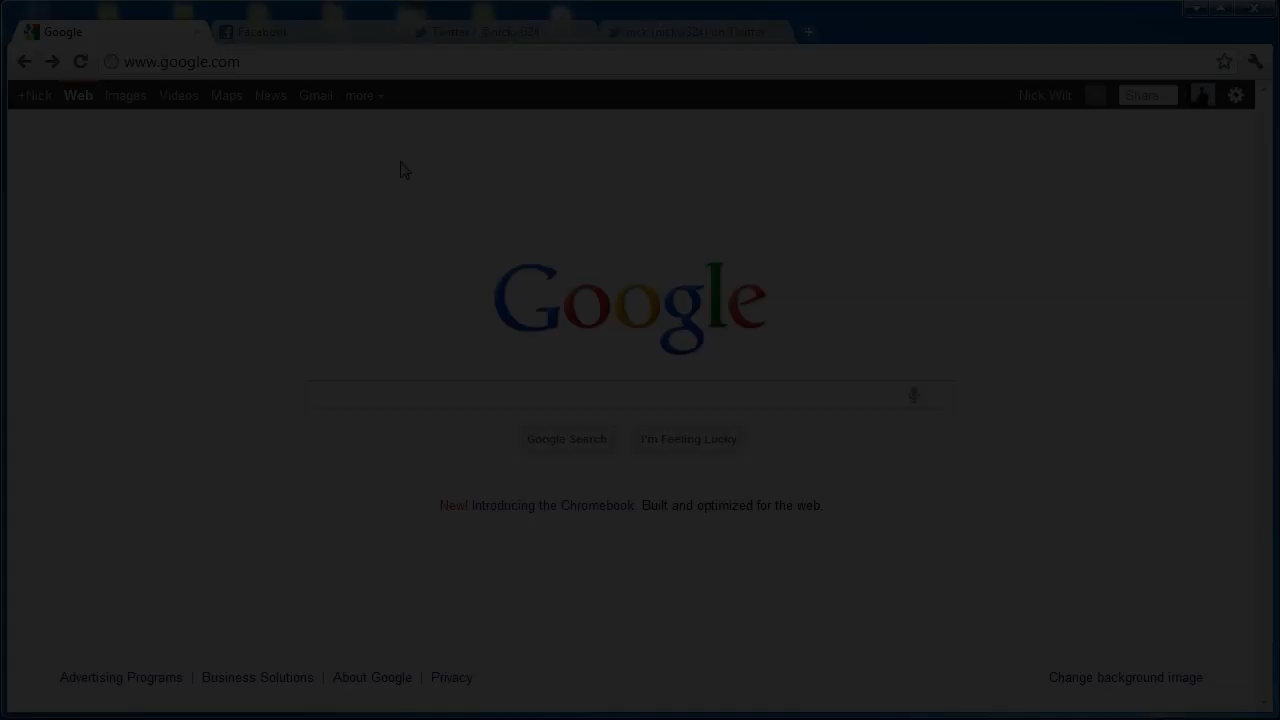 Google
Facebook
www.google.com
+Nick Web Images Videos Maps News Gmail more
Nick Wilt
Share
Google
Google Search
I'm Feeling Lucky
New! Introducing the Chromebook. Built and optimized for the web.
Advertising Programs | Business Solutions | About Google | Privacy
Change background image